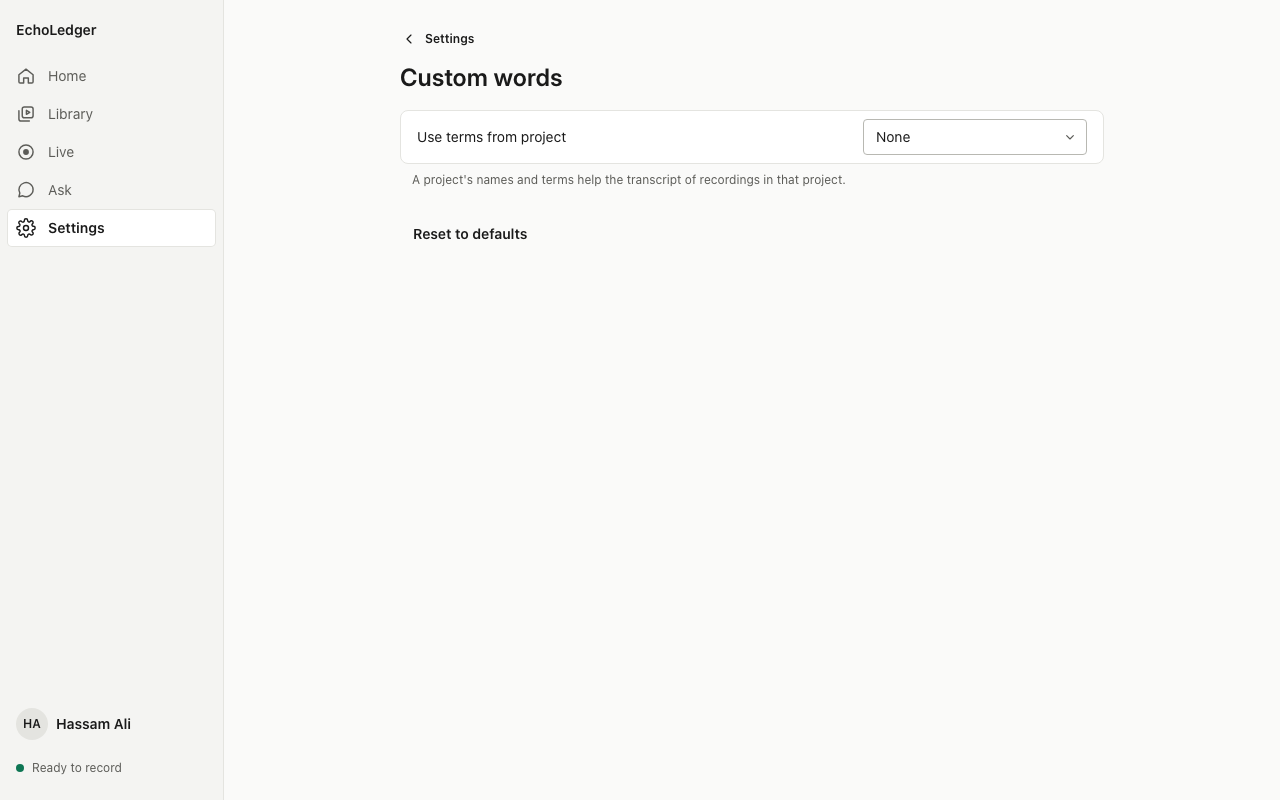 EchoLedger
Home
Library
Live
Ask
Settings
HA
Hassam Ali
Ready to record
Settings
Custom words
Use terms from project
None
A project's names and terms help the transcript of recordings in that project.
Reset to defaults